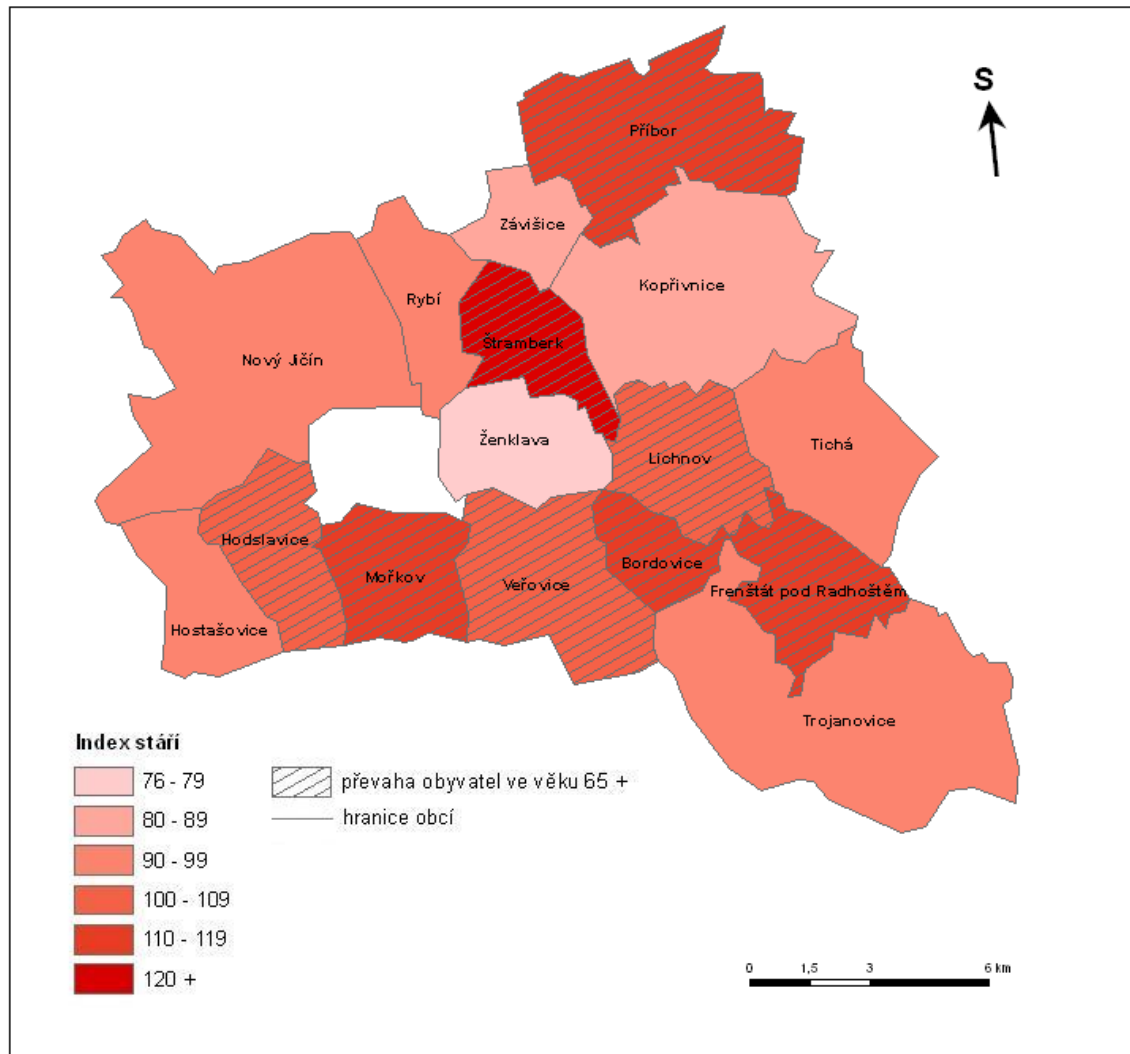 S
Příbor
Závišice
Kopřivnice
Rybí
Štramberk
Nový Jičín
Ženklava
Lichnov
Tichá
Hodslavice
Mořkov
Veřovice
Bordovice
Frenštát pod Radhoštěm
Hostašovice
Trojanovice
Index stáří
76 - 79
80 - 89
90 - 99
100 - 109
110 - 119
120 +
převaha obyvatel ve věku 65 +
hranice obcí
0 1,5 3 6 km